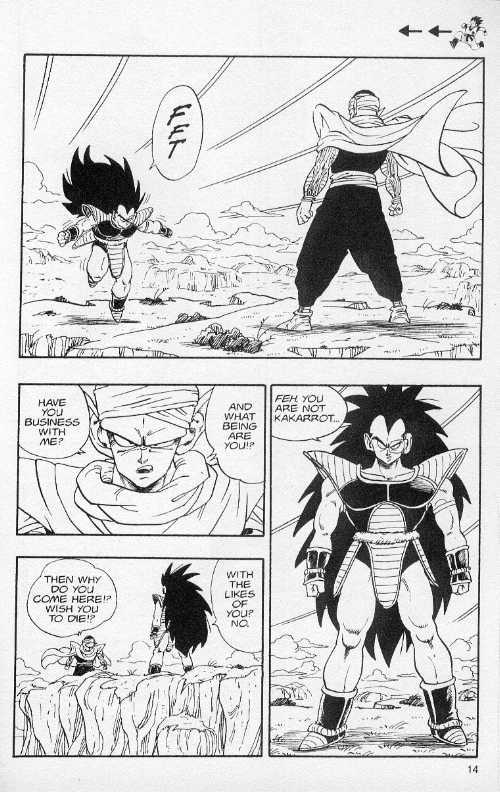 FFT
FEH. YOU
ARE NOT
KAKARROT...
AND
WHAT
BEING
ARE
YOU!?
HAVE
YOU
BUSINESS
WITH
ME?
WITH
THE
LIKES
OF
YOU?
NO.
THEN WHY
DO YOU
COME HERE!?
WISH YOU
TO DIE!?
14